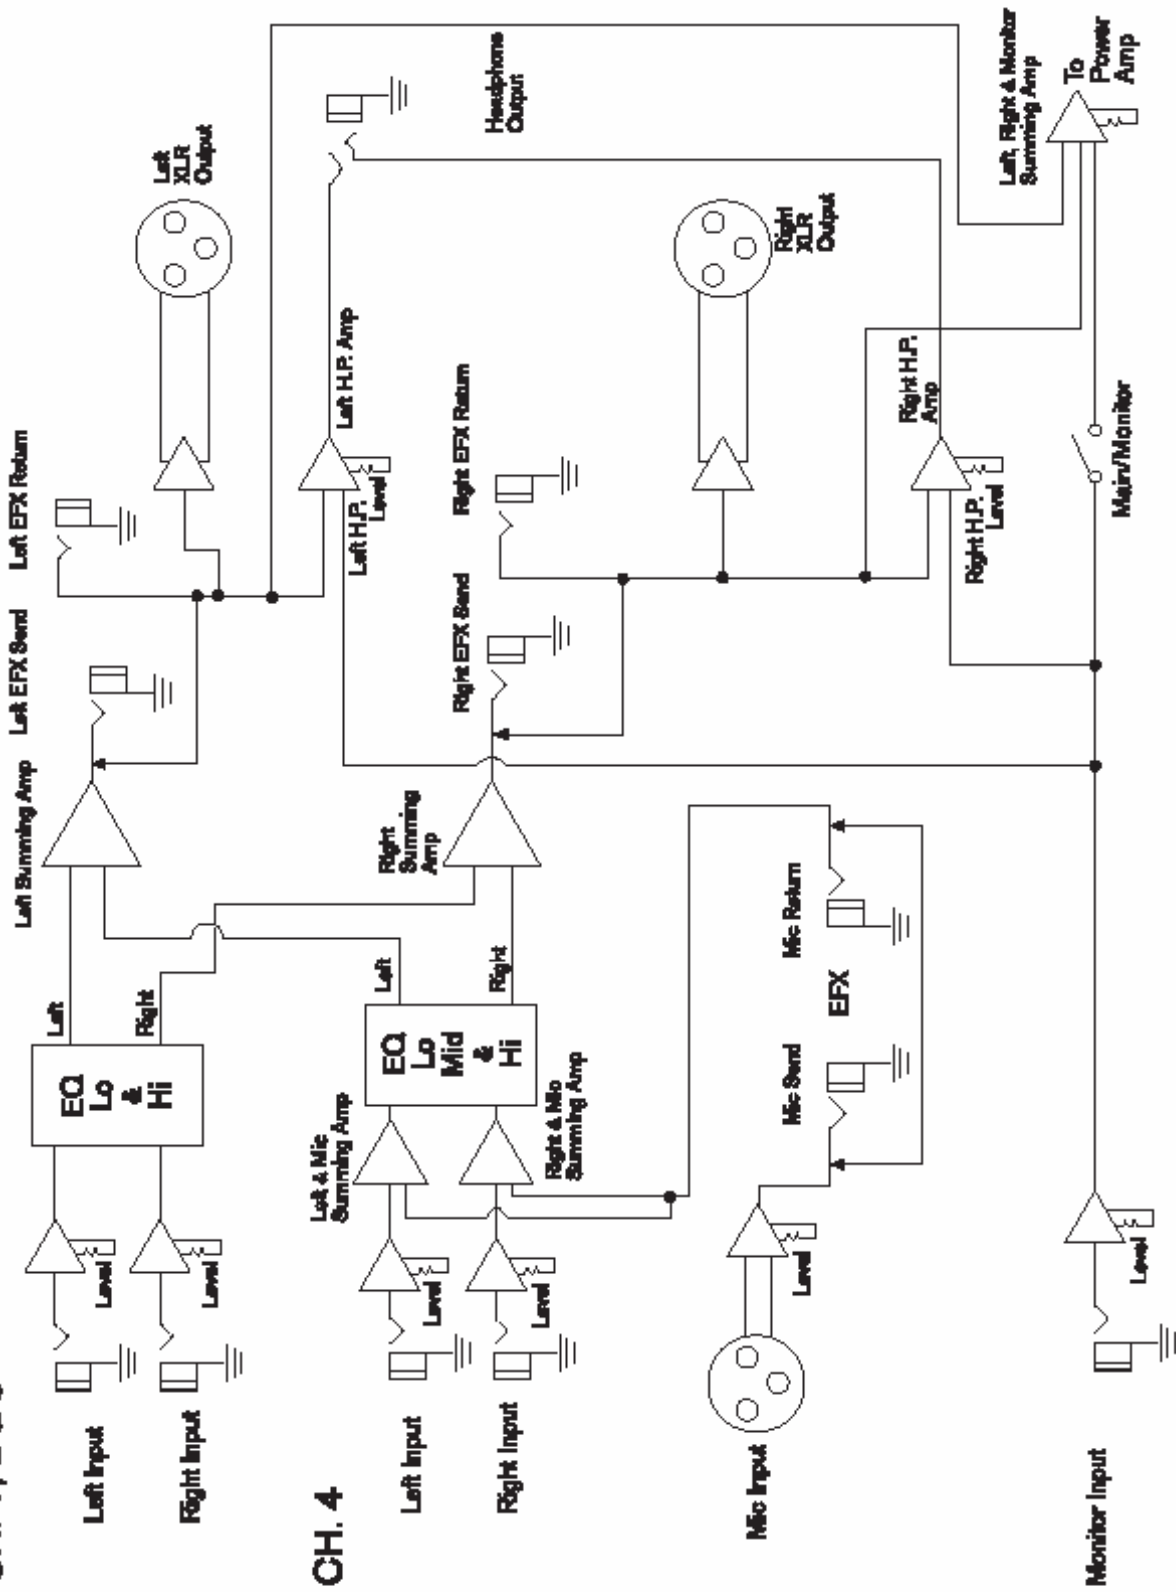 Left Input
Right Input
Level
Level
EQ
Lo
&
Hi
Left
Right
Left Summing Amp
Left EFX Send
Left EFX Return
Left
XLR
Output
CH. 4
Left Input
Right Input
Level
Level
Left & Mic
Summing Amp
Right & Mic
Summing Amp
EQ
Lo
Mid
&
Hi
Left
Right
Right
Summing
Amp
Right EFX Send
Right EFX Return
Left H.P.
Level
Left H.P. Amp
Headphone
Output
Right
XLR
Output
Mic Input
Level
Mic Send
EFX
Mic Return
Right H.P.
Level
Right H.P.
Amp
Monitor Input
Level
Main/Monitor
Left, Right & Monitor
Summing Amp
To
Power
Amp